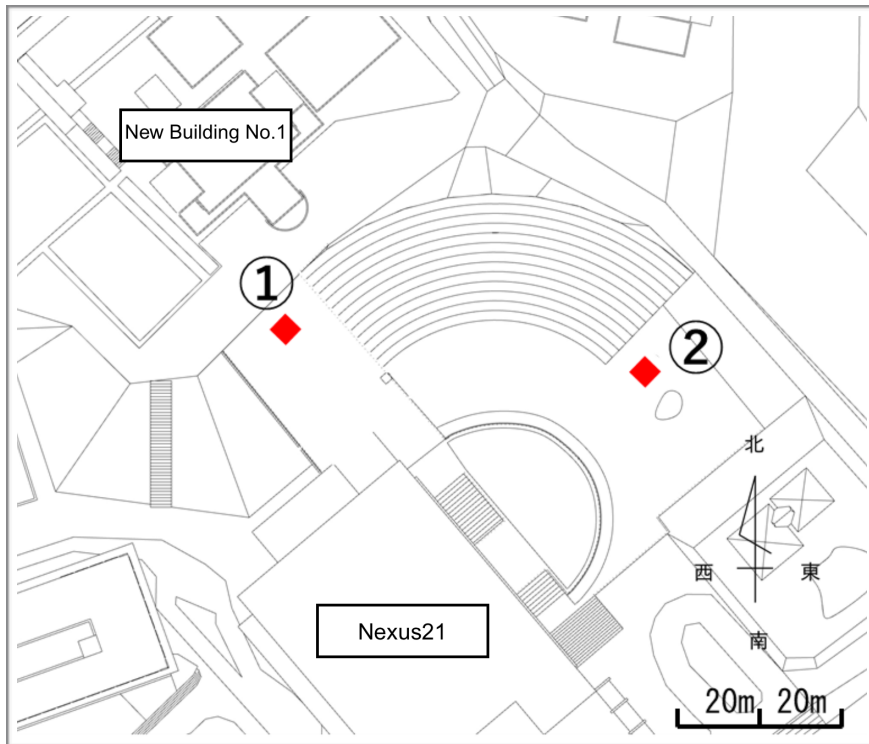 New Building No.1
①
②
北
西
東
南
Nexus21
20m 20m